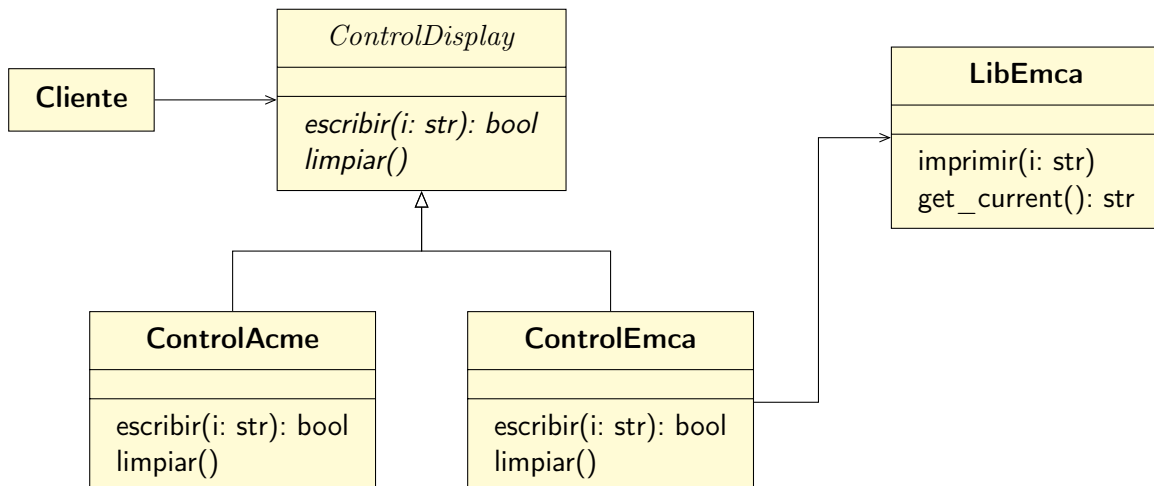 ControlDisplay
escribir(i: str): bool
limpiar()
Cliente
LibEmca
imprimir(i: str)
get_current(): str
ControlAcme
escribir(i: str): bool
limpiar()
ControlEmca
escribir(i: str): bool
limpiar()